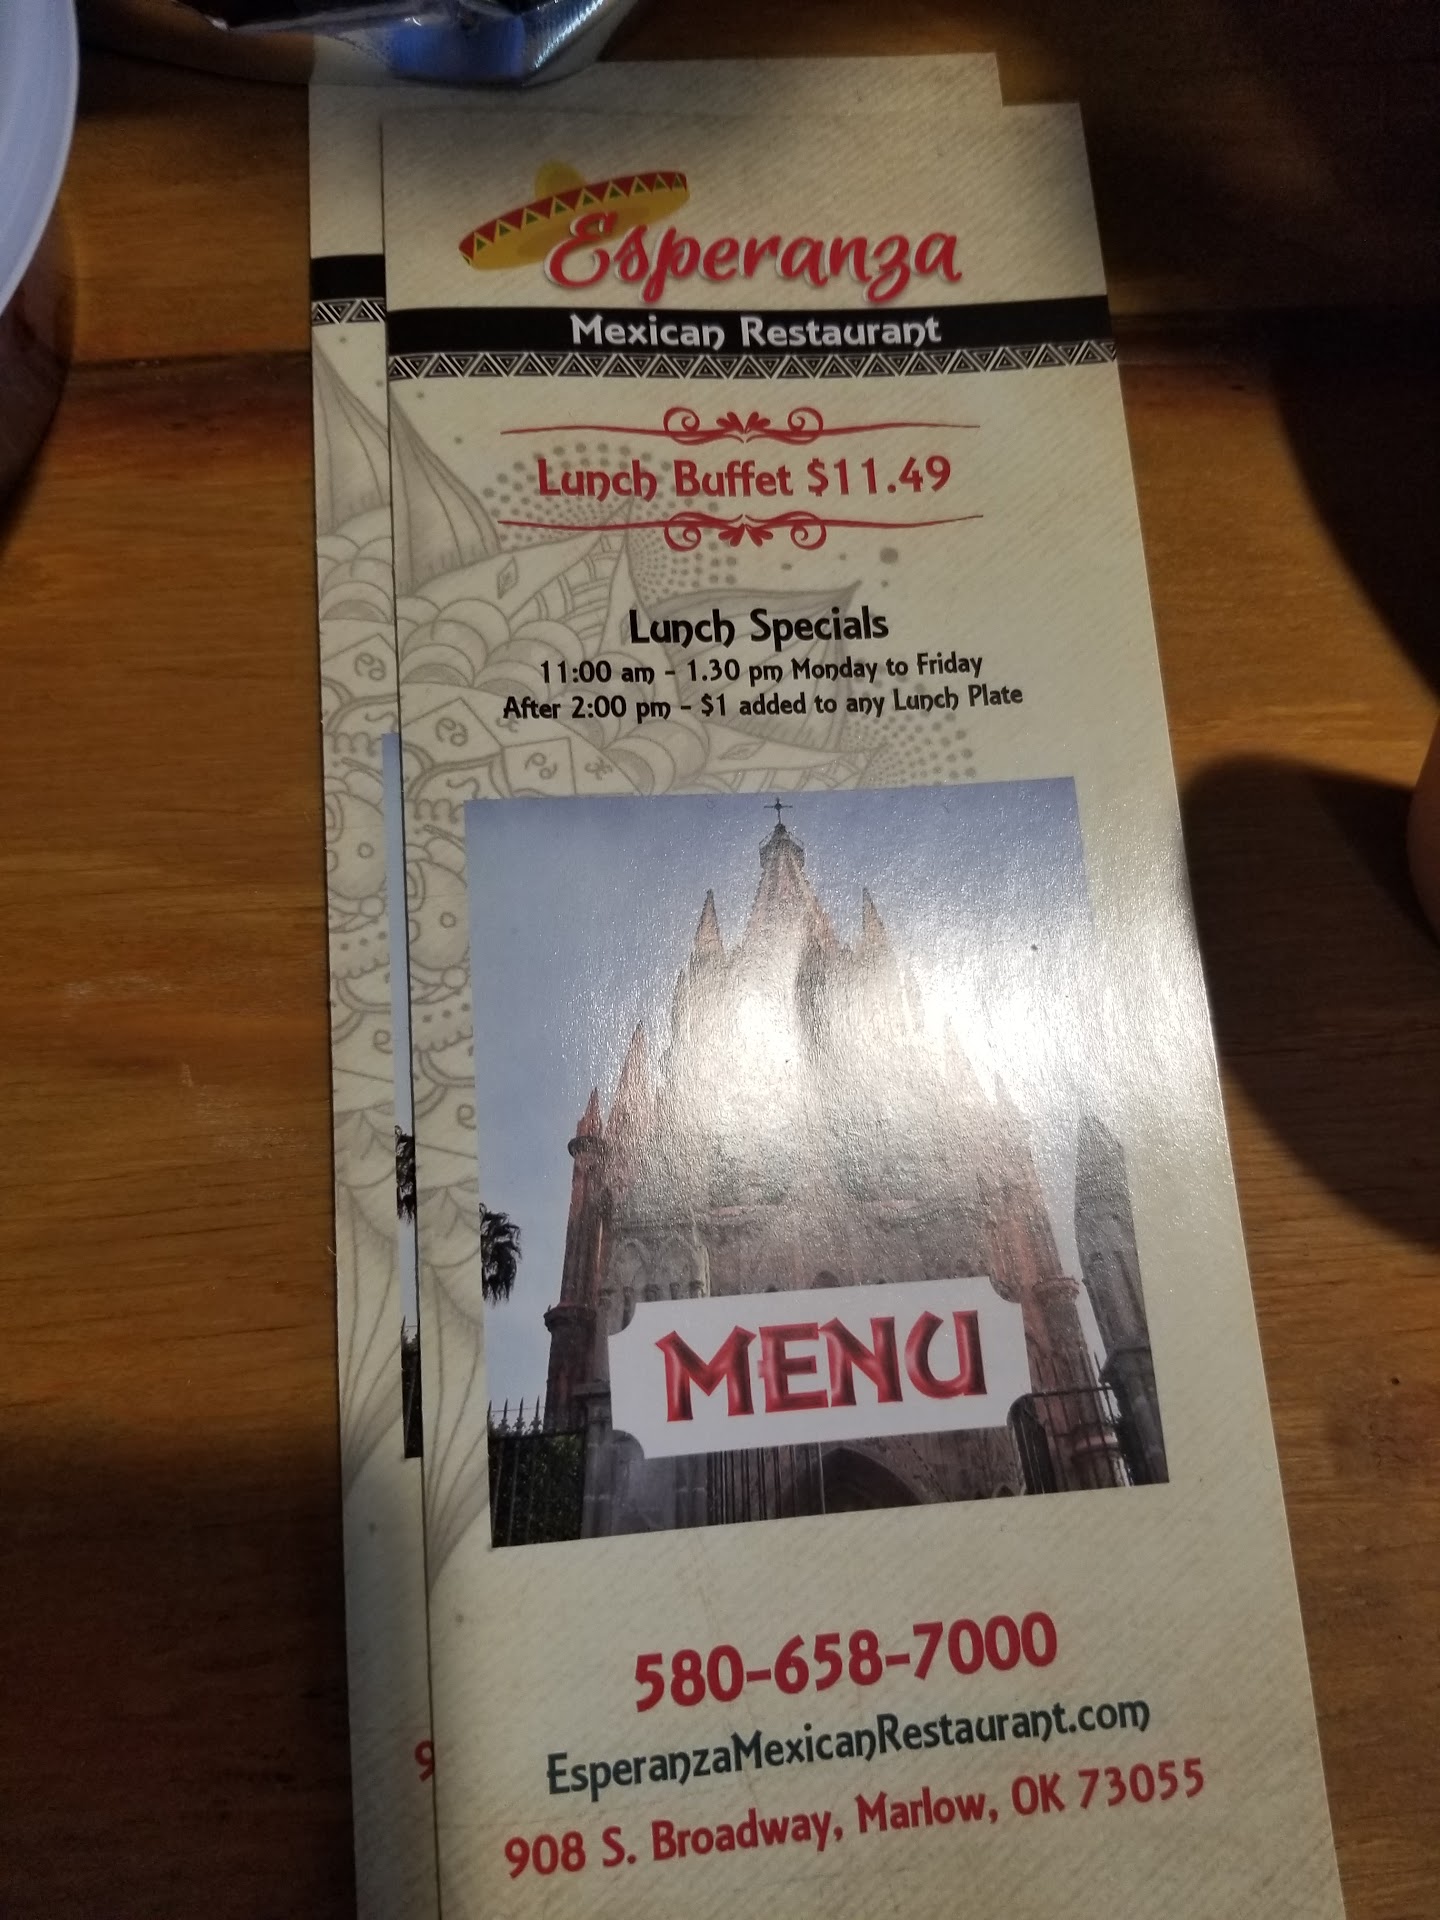 Esperanza
Mexican Restaurant
Lunch Buffet $11.49
Lunch Specials
11:00 am - 1.30 pm Monday to Friday
After 2:00 pm - $1 added to any Lunch Plate
MENU
580-658-7000
EsperanzaMexicanRestaurant.com
908 S. Broadway, Marlow, OK 73055
9